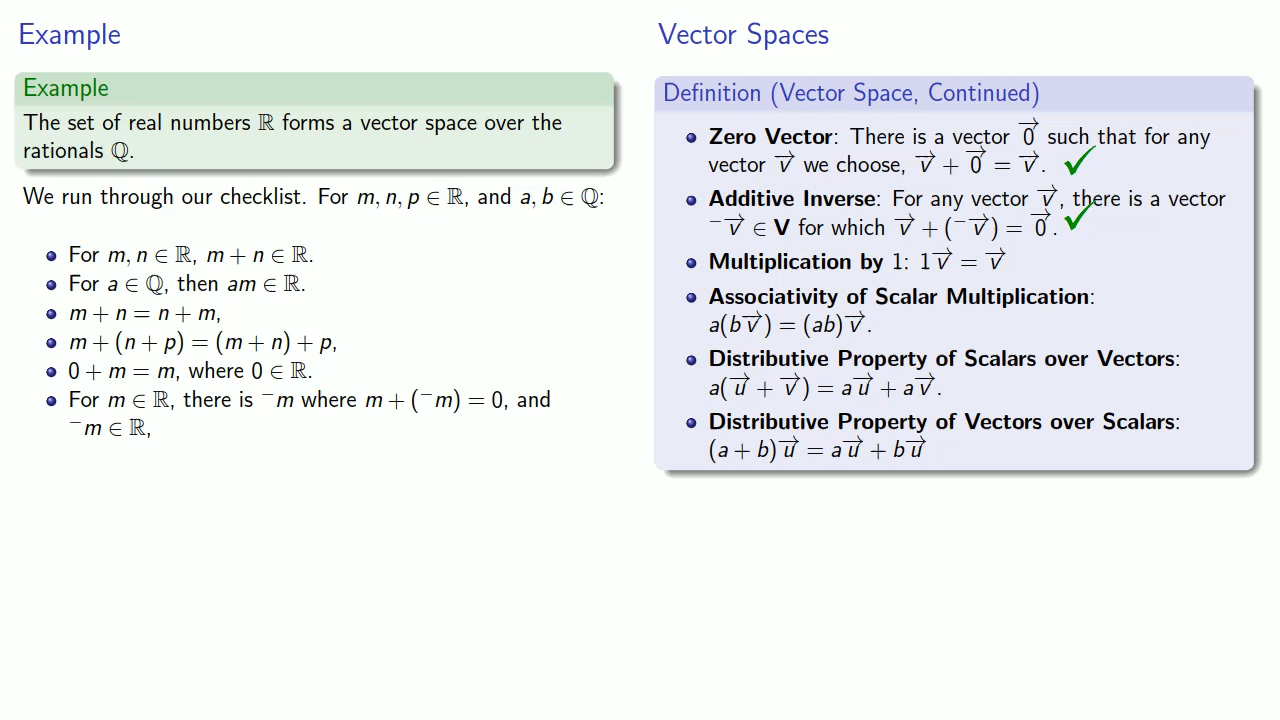 Example
Example
The set of real numbers ℝ forms a vector space over the
rationals ℚ.
We run through our checklist. For m, n, p ∈ ℝ, and a, b ∈ ℚ:
For m, n ∈ ℝ, m + n ∈ ℝ.
For a ∈ ℚ, then am ∈ ℝ.
m + n = n + m,
m + (n + p) = (m + n) + p,
0 + m = m, where 0 ∈ ℝ.
For m ∈ ℝ, there is ⁻m where m + (⁻m) = 0, and
⁻m ∈ ℝ,
Vector Spaces
Definition (Vector Space, Continued)
Zero Vector: There is a vector 0⃗ such that for any
vector v⃗ we choose, v⃗ + 0⃗ = v⃗. ✓
Additive Inverse: For any vector v⃗, there is a vector
⁻v⃗ ∈ V for which v⃗ + (⁻v⃗) = 0⃗. ✓
Multiplication by 1: 1v⃗ = v⃗
Associativity of Scalar Multiplication:
a(bv⃗) = (ab)v⃗.
Distributive Property of Scalars over Vectors:
a(u⃗ + v⃗) = au⃗ + av⃗.
Distributive Property of Vectors over Scalars:
(a + b)u⃗ = au⃗ + bu⃗